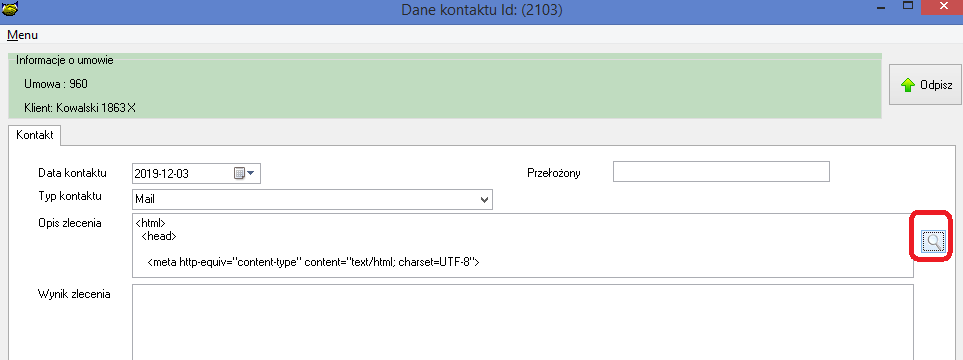 Dane kontaktu Id: (2103)
Menu
Informacje o umowie
Umowa : 960
Klient: Kowalski 1863 X
Odpisz
Kontakt
Data kontaktu 2019-12-03 Przełożony
Typ kontaktu Mail
Opis zlecenia <html>
<head>
<meta http-equiv="content-type" content="text/html; charset=UTF-8">
Wynik zlecenia